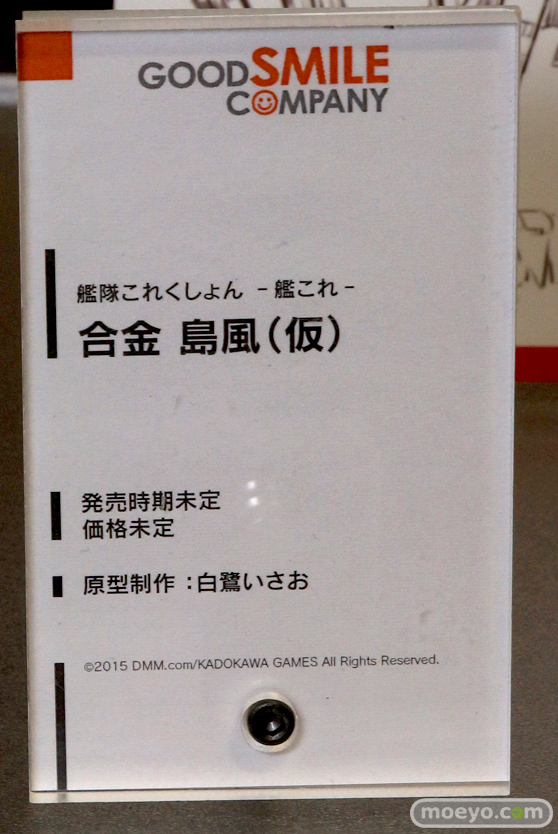 GOODSMILE
COMPANY
艦隊これくしょん －艦これ－
合金 島風（仮）
発売時期未定
価格未定
原型制作：白鷺いさお
©2015 DMM.com/KADOKAWA GAMES All Rights Reserved.
moeyo.com